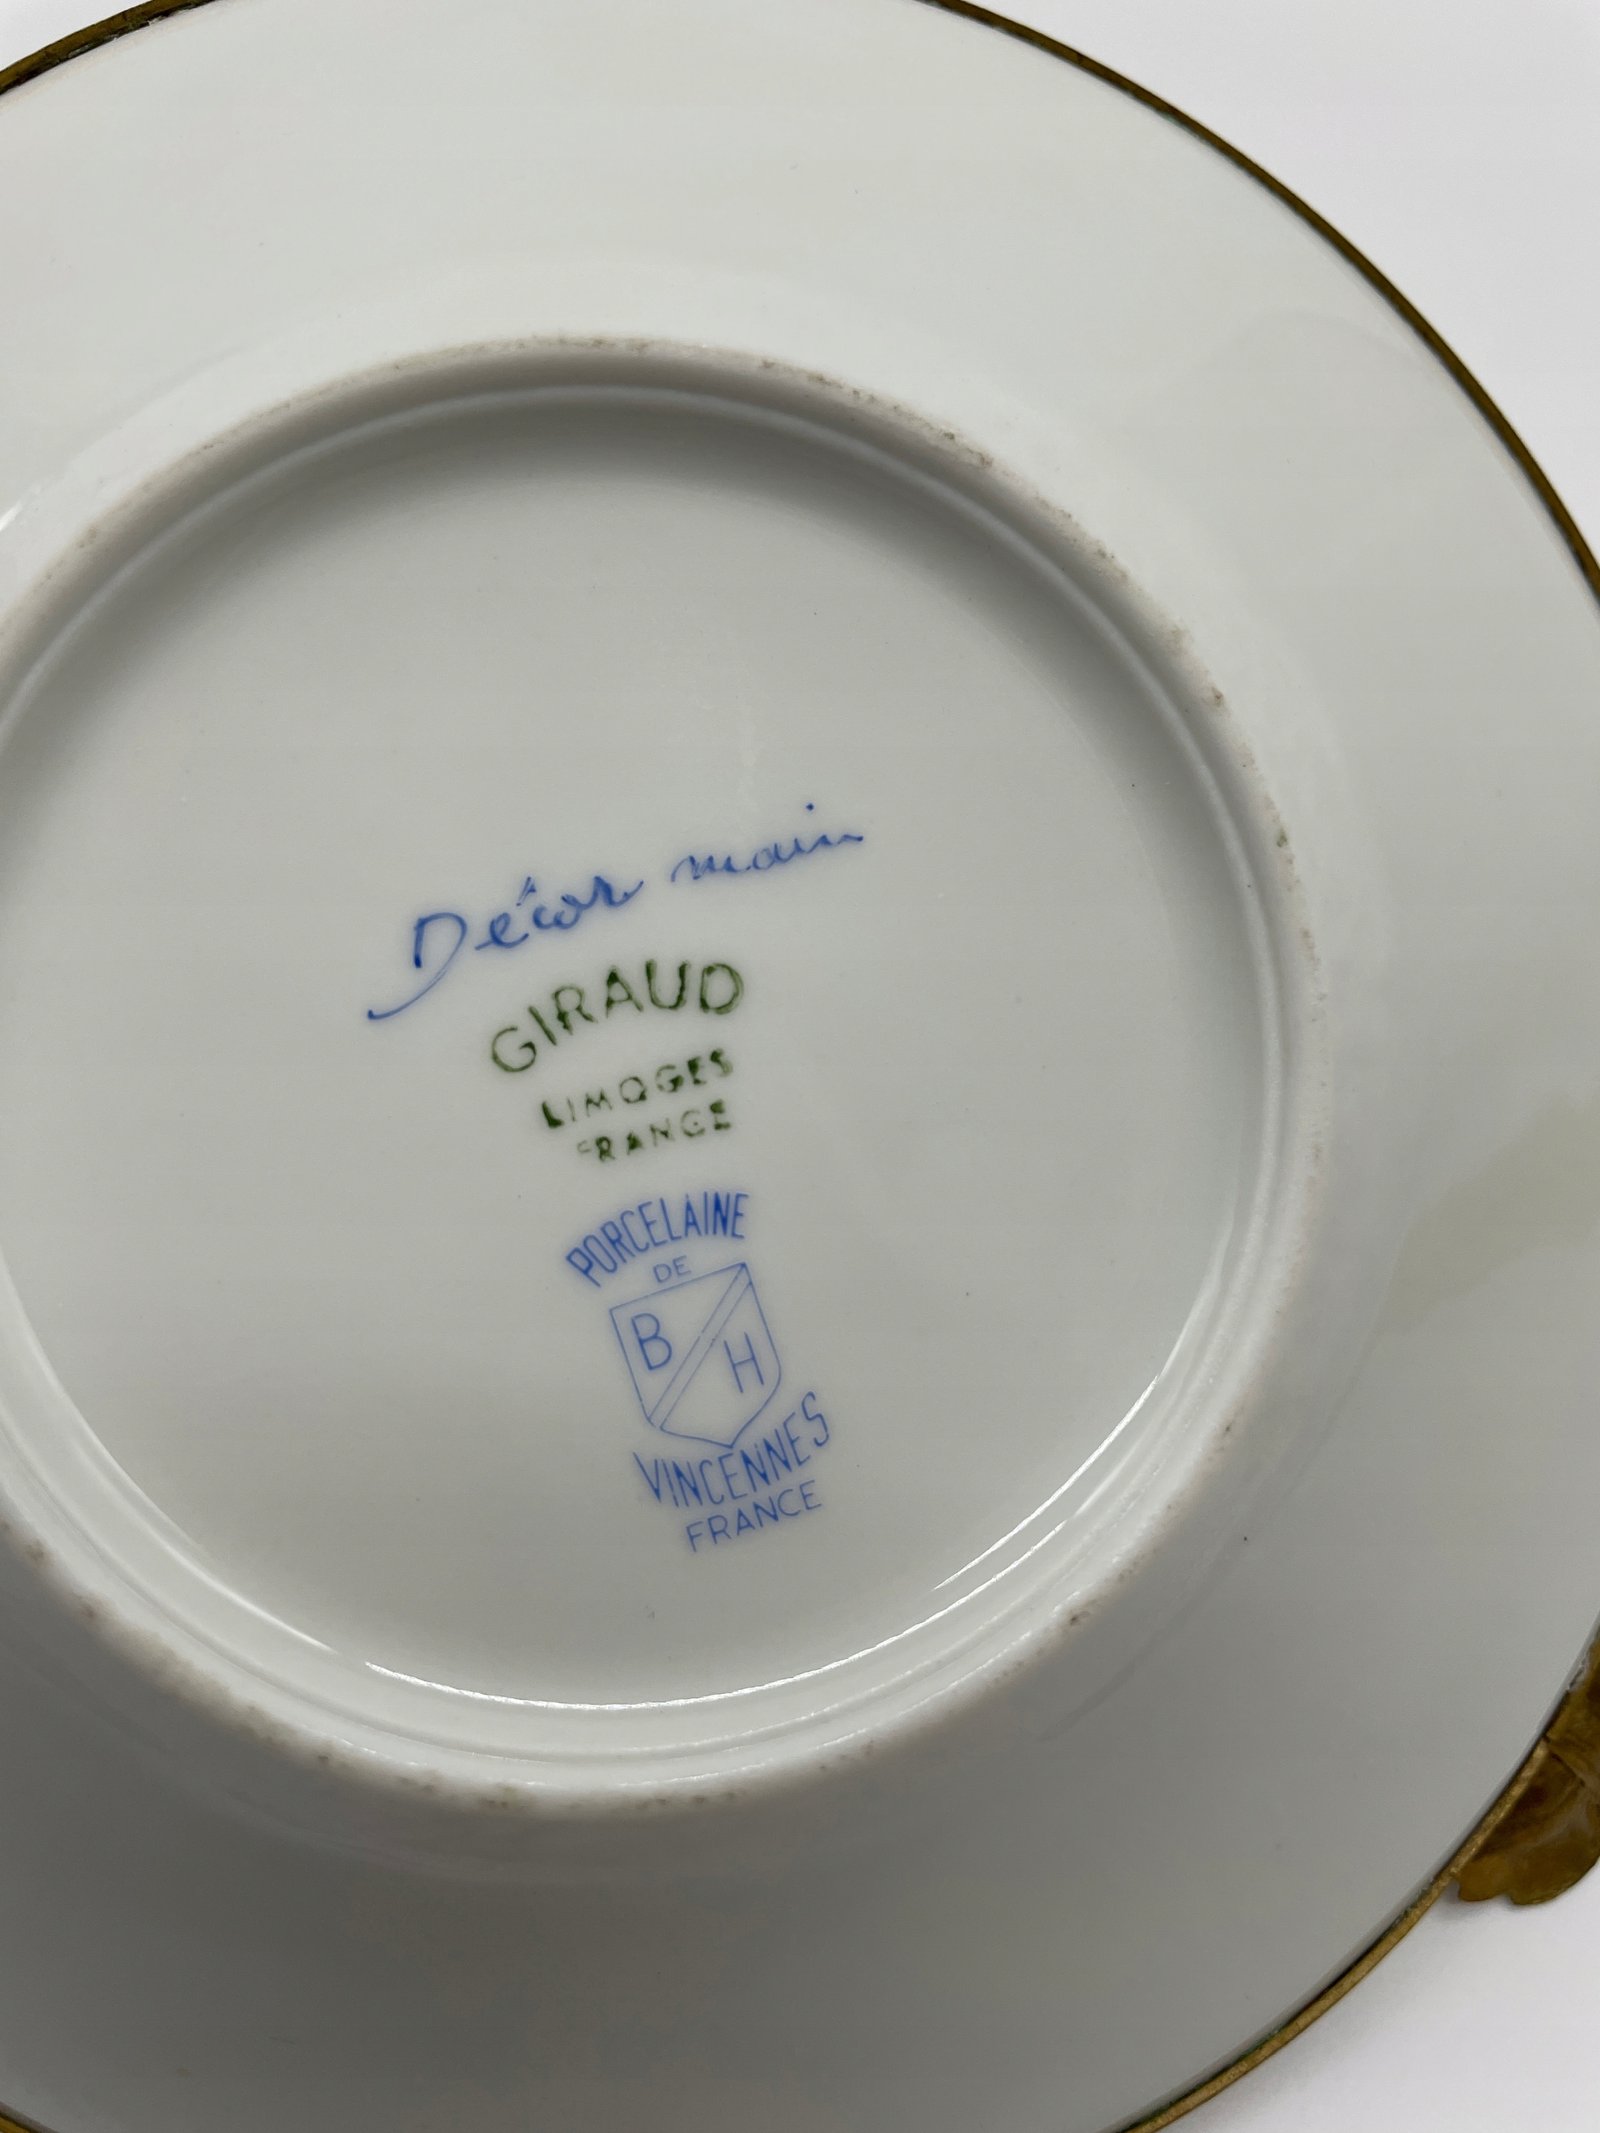 Décor main
GIRAUD
LIMOGES
FRANCE
PORCELAINE
DE
B H
VINCENNES
FRANCE